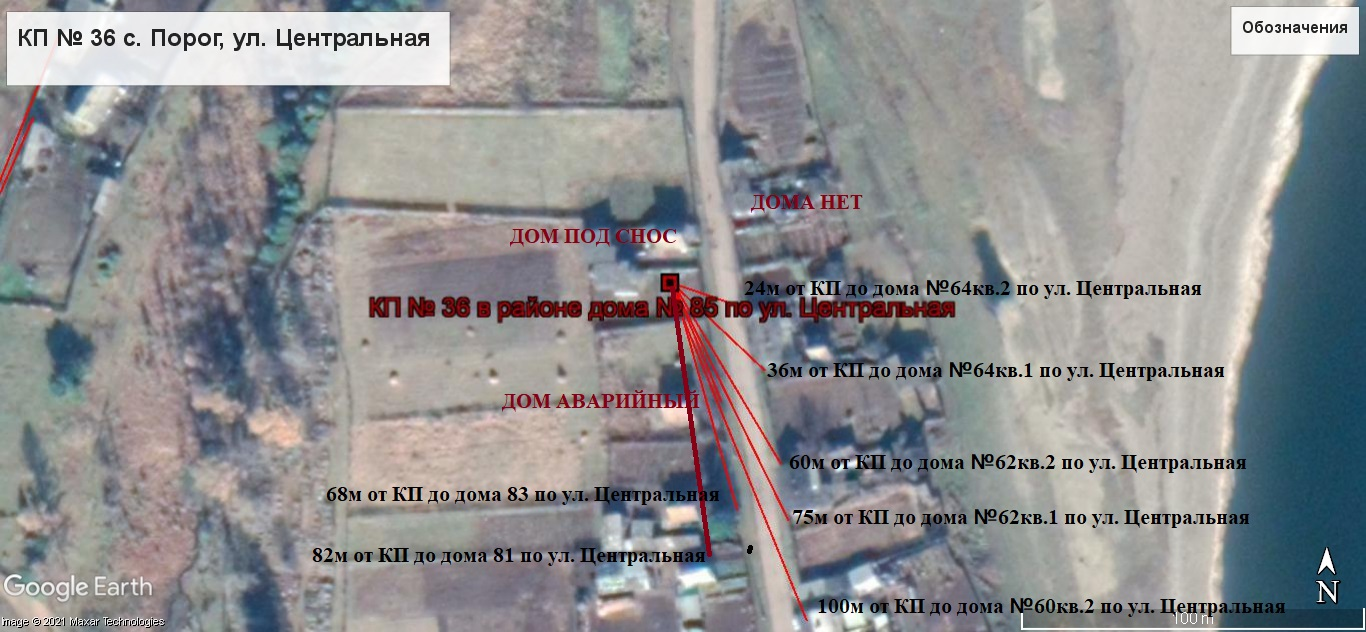 КП № 36 с. Порог, ул. Центральная
Обозначения
ДОМА НЕТ
ДОМ ПОД СНОС
24м от КП до дома №64кв.2 по ул. Центральная
КП № 36 в районе дома № 85 по ул. Центральная
36м от КП до дома №64кв.1 по ул. Центральная
ДОМ АВАРИЙНЫЙ
60м от КП до дома №62кв.2 по ул. Центральная
68м от КП до дома 83 по ул. Центральная
75м от КП до дома №62кв.1 по ул. Центральная
82м от КП до дома 81 по ул. Центральная
Google Earth
N
100м от КП до дома №60кв.2 по ул. Центральная
100 m
Image © 2021 Maxar Technologies